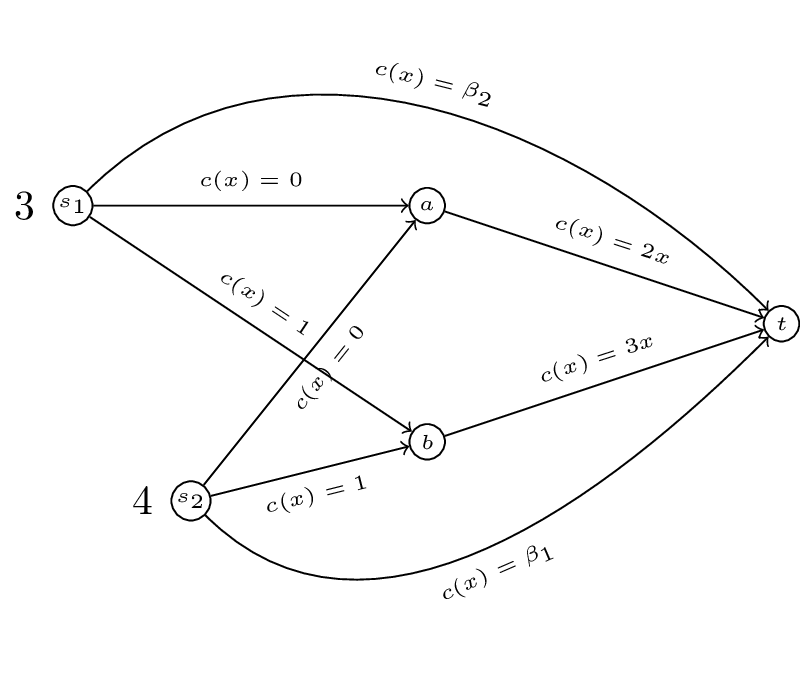 c(x) = β₂
c(x) = 0
3
s₁
a
c(x) = 2x
c(x) = 1
c(x) = 0
t
c(x) = 3x
b
4
s₂
c(x) = 1
c(x) = β₁